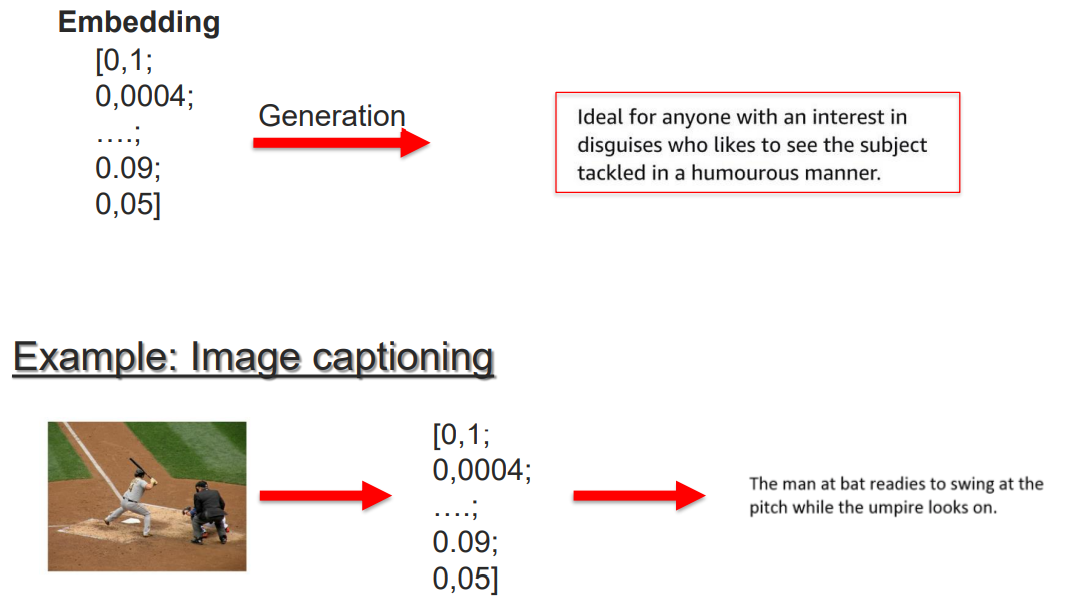 Embedding
[0,1;
0,0004;
….;
0.09;
0,05]
Generation
Ideal for anyone with an interest in
disguises who likes to see the subject
tackled in a humourous manner.
Example: Image captioning
[0,1;
0,0004;
….;
0.09;
0,05]
The man at bat readies to swing at the
pitch while the umpire looks on.